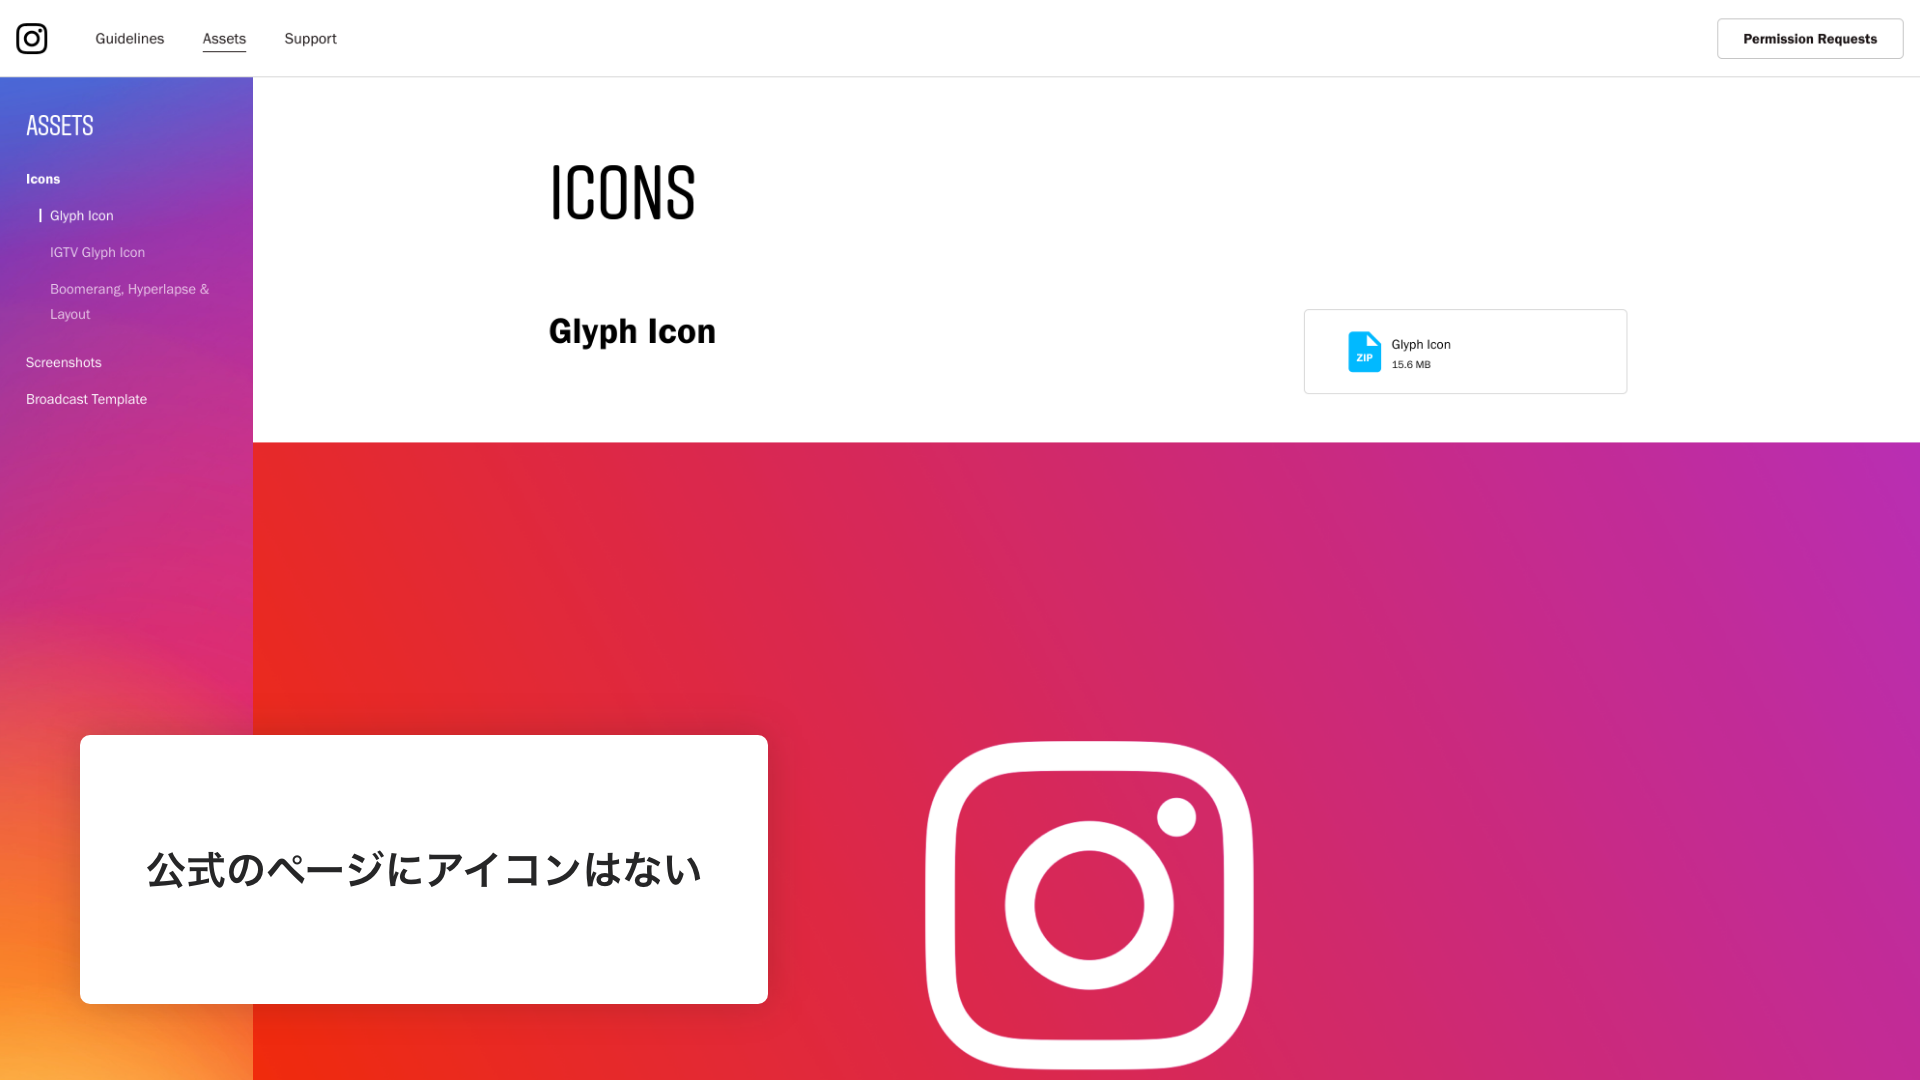 Guidelines
Assets
Support
Permission Requests
ASSETS
Icons
Glyph Icon
IGTV Glyph Icon
Boomerang, Hyperlapse &
Layout
Screenshots
Broadcast Template
ICONS
Glyph Icon
ZIP
Glyph Icon
15.6 MB
公式のページにアイコンはない